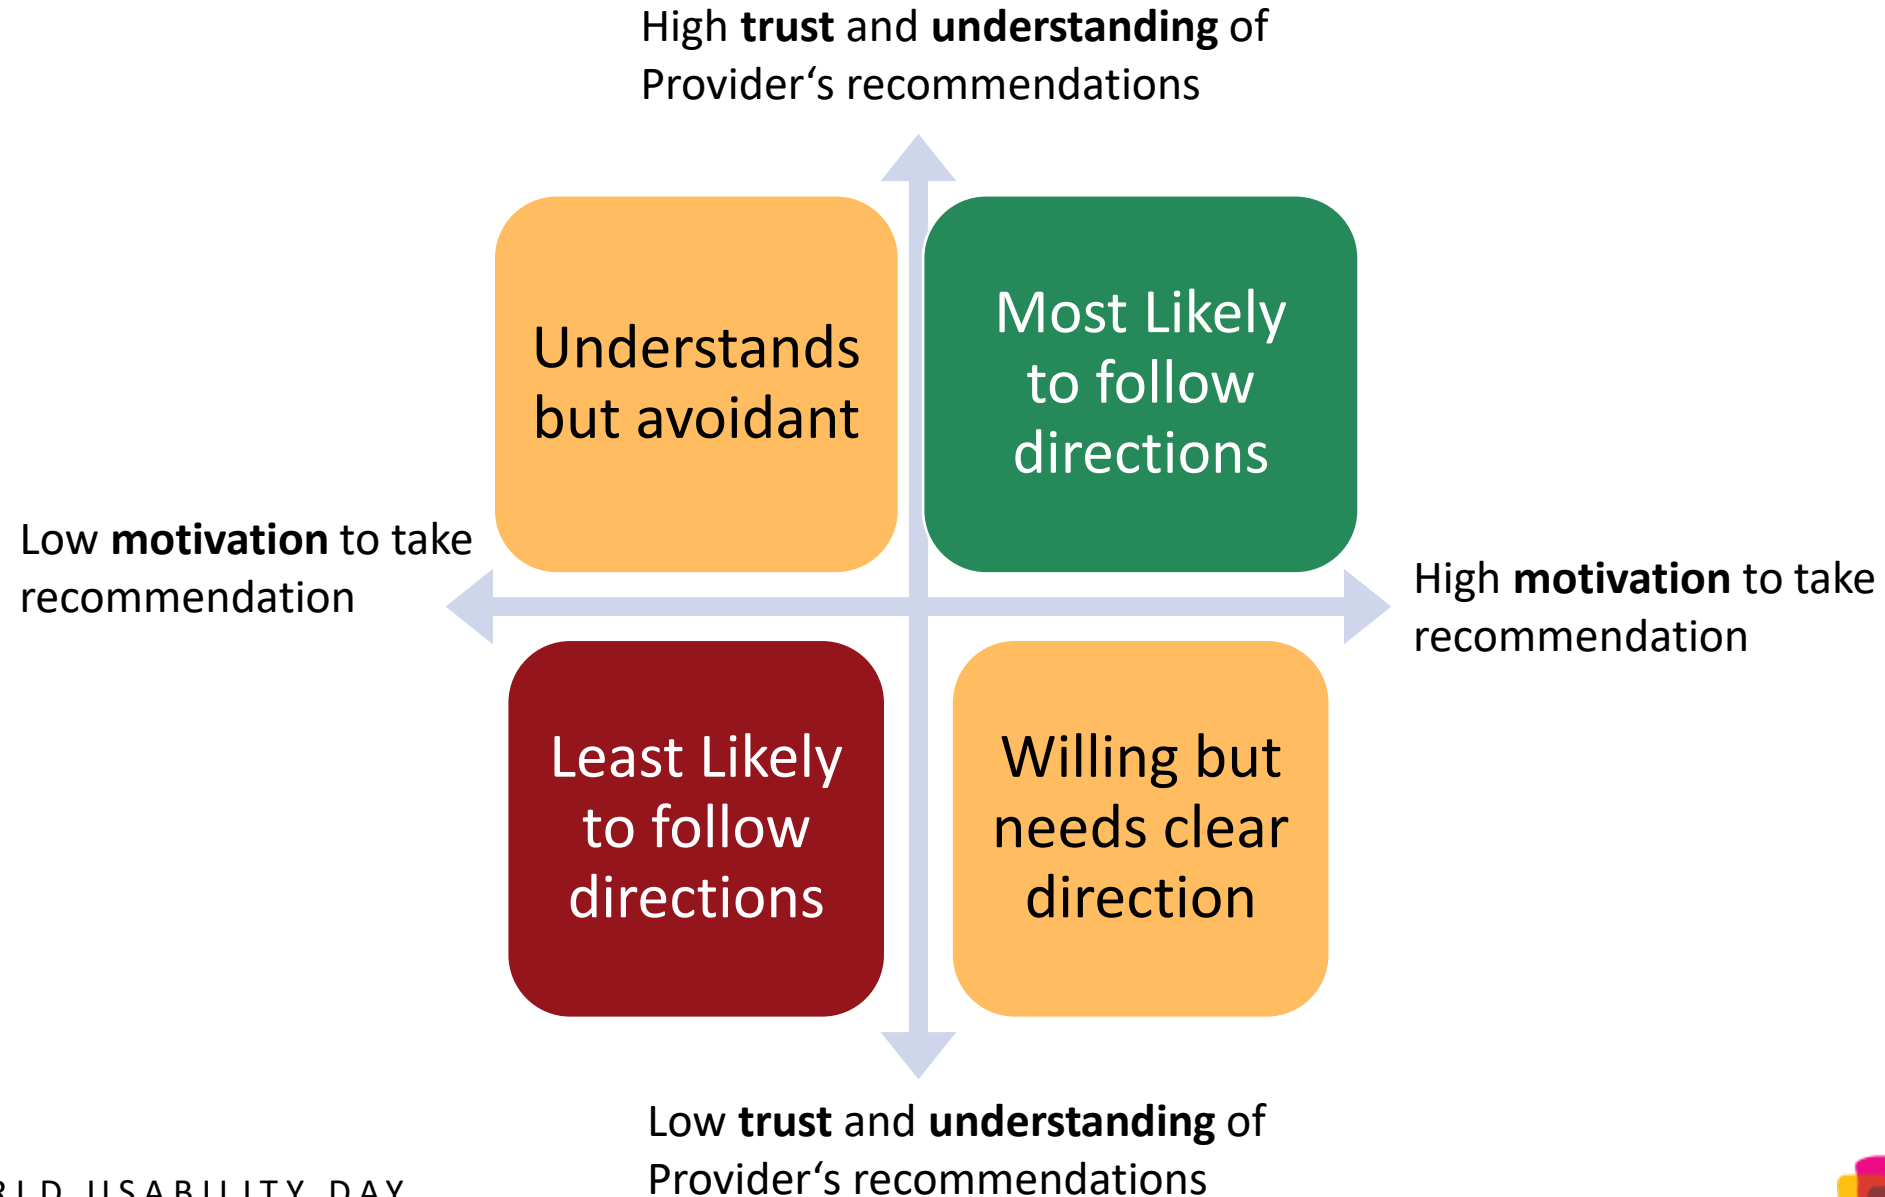 High trust and understanding of
Provider‘s recommendations
Understands
but avoidant
Most Likely
to follow
directions
Low motivation to take
recommendation
High motivation to take
recommendation
Least Likely
to follow
directions
Willing but
needs clear
direction
Low trust and understanding of
Provider‘s recommendations
USABILITY DAY